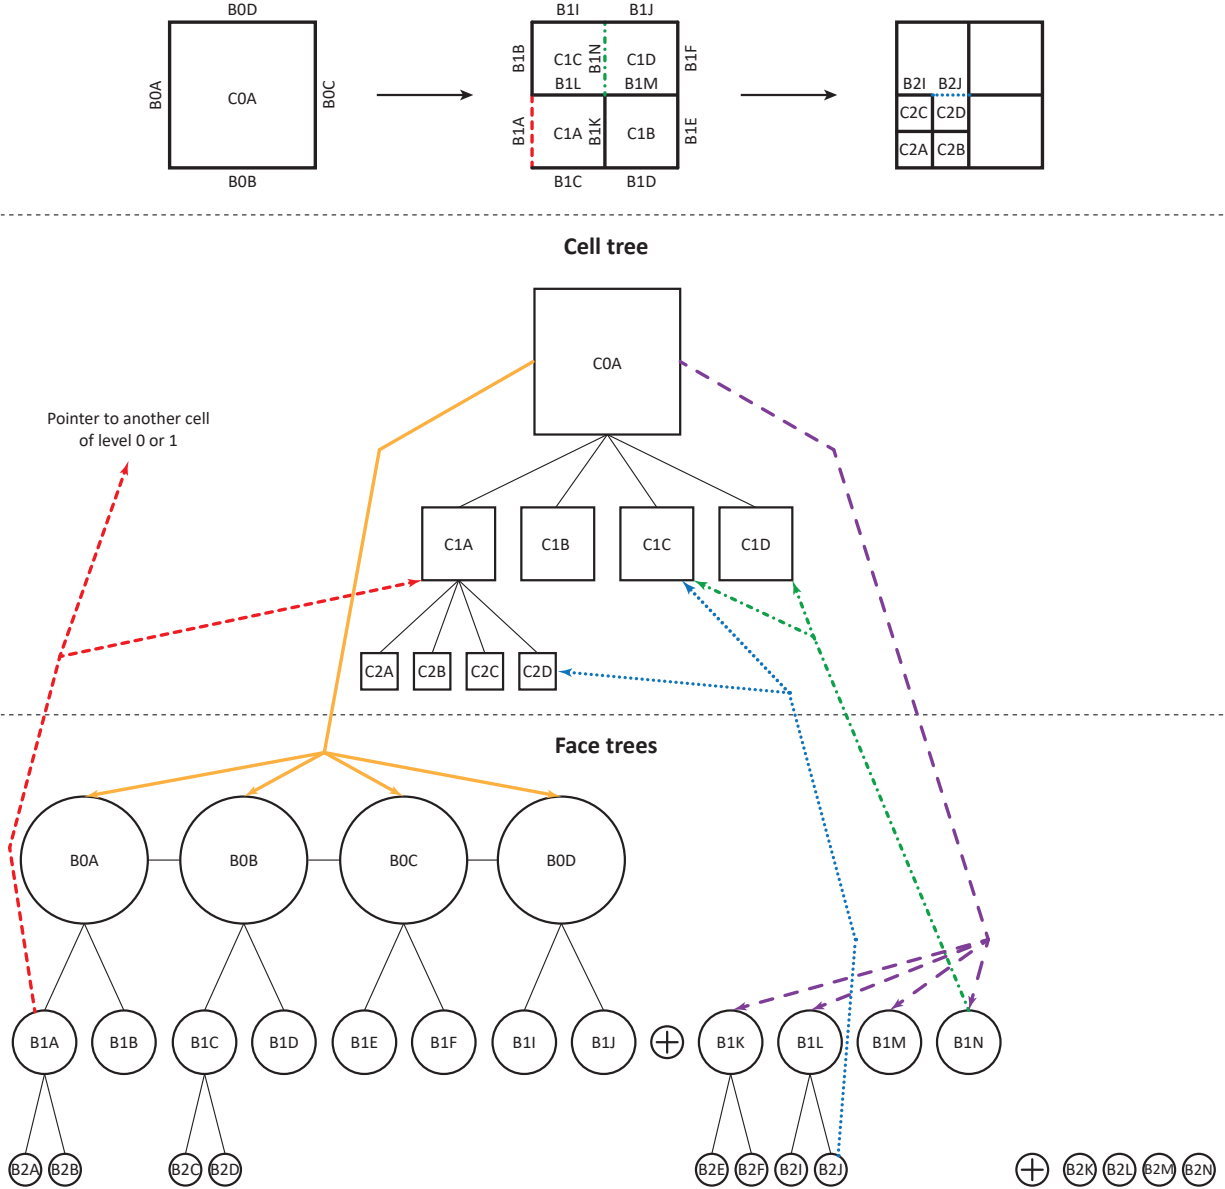 B0D
B1I B1J
B0A
C0A
B0C
B1B
C1C
B1N
C1D
B1F
B1L
B1M
B2I B2J
C2C C2D
B1A
C1A
B1K
C1B
B1E
C2A C2B
B0B
B1C B1D
Cell tree
C0A
Pointer to another cell
of level 0 or 1
C1A C1B C1C C1D
C2A C2B C2C C2D
Face trees
B0A B0B B0C B0D
B1A B1B B1C B1D B1E B1F B1I B1J B1K B1L B1M B1N
B2A B2B B2C B2D B2E B2F B2I B2J B2K B2L B2M B2N